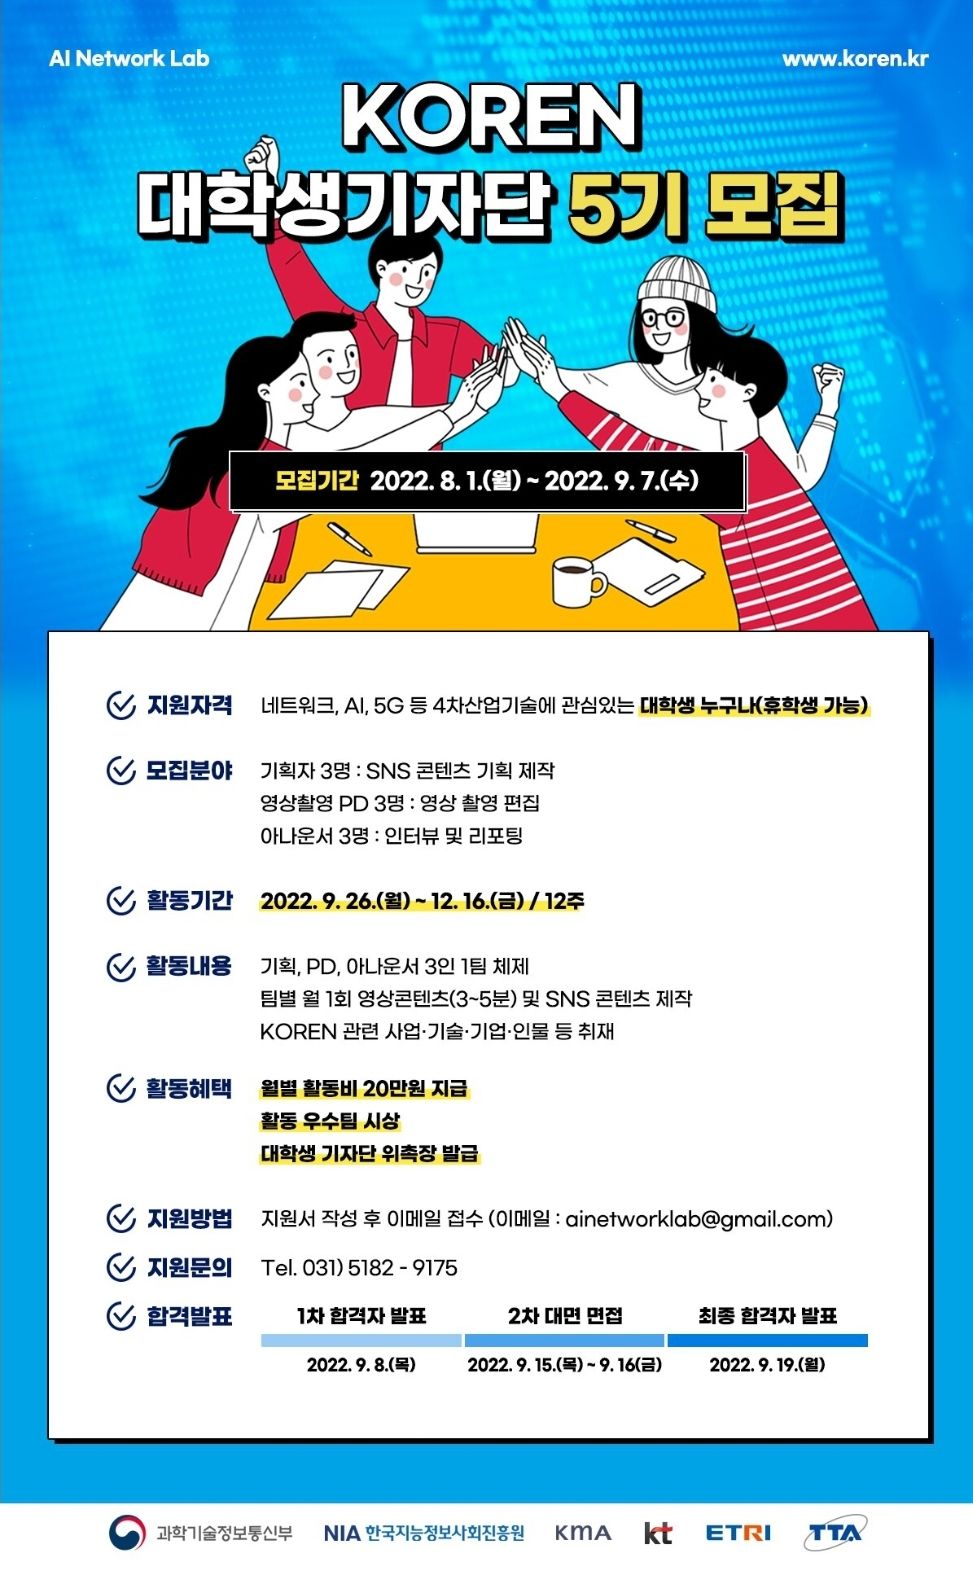 AI Network Lab
www.koren.kr
KOREN
대학생기자단 5기 모집
모집기간 2022. 8. 1.(월) ~ 2022. 9. 7.(수)
지원자격 네트워크, AI, 5G 등 4차산업기술에 관심있는 대학생 누구나(휴학생 가능)
모집분야 기획자 3명 : SNS 콘텐츠 기획 제작
영상촬영 PD 3명 : 영상 촬영 편집
아나운서 3명 : 인터뷰 및 리포팅
활동기간 2022. 9. 26.(월) ~ 12. 16.(금) / 12주
활동내용 기획, PD, 아나운서 3인 1팀 체제
팀별 월 1회 영상콘텐츠(3~5분) 및 SNS 콘텐츠 제작
KOREN 관련 사업·기술·기업·인물 등 취재
활동혜택 월별 활동비 20만원 지급
활동 우수팀 시상
대학생 기자단 위촉장 발급
지원방법 지원서 작성 후 이메일 접수 (이메일 : ainetworklab@gmail.com)
지원문의 Tel. 031) 5182 - 9175
합격발표 1차 합격자 발표 2차 대면 면접 최종 합격자 발표
2022. 9. 8.(목) 2022. 9. 15.(목) ~ 9. 16(금) 2022. 9. 19.(월)
과학기술정보통신부 NIA 한국지능정보사회진흥원 KMA kt ETRI TTA